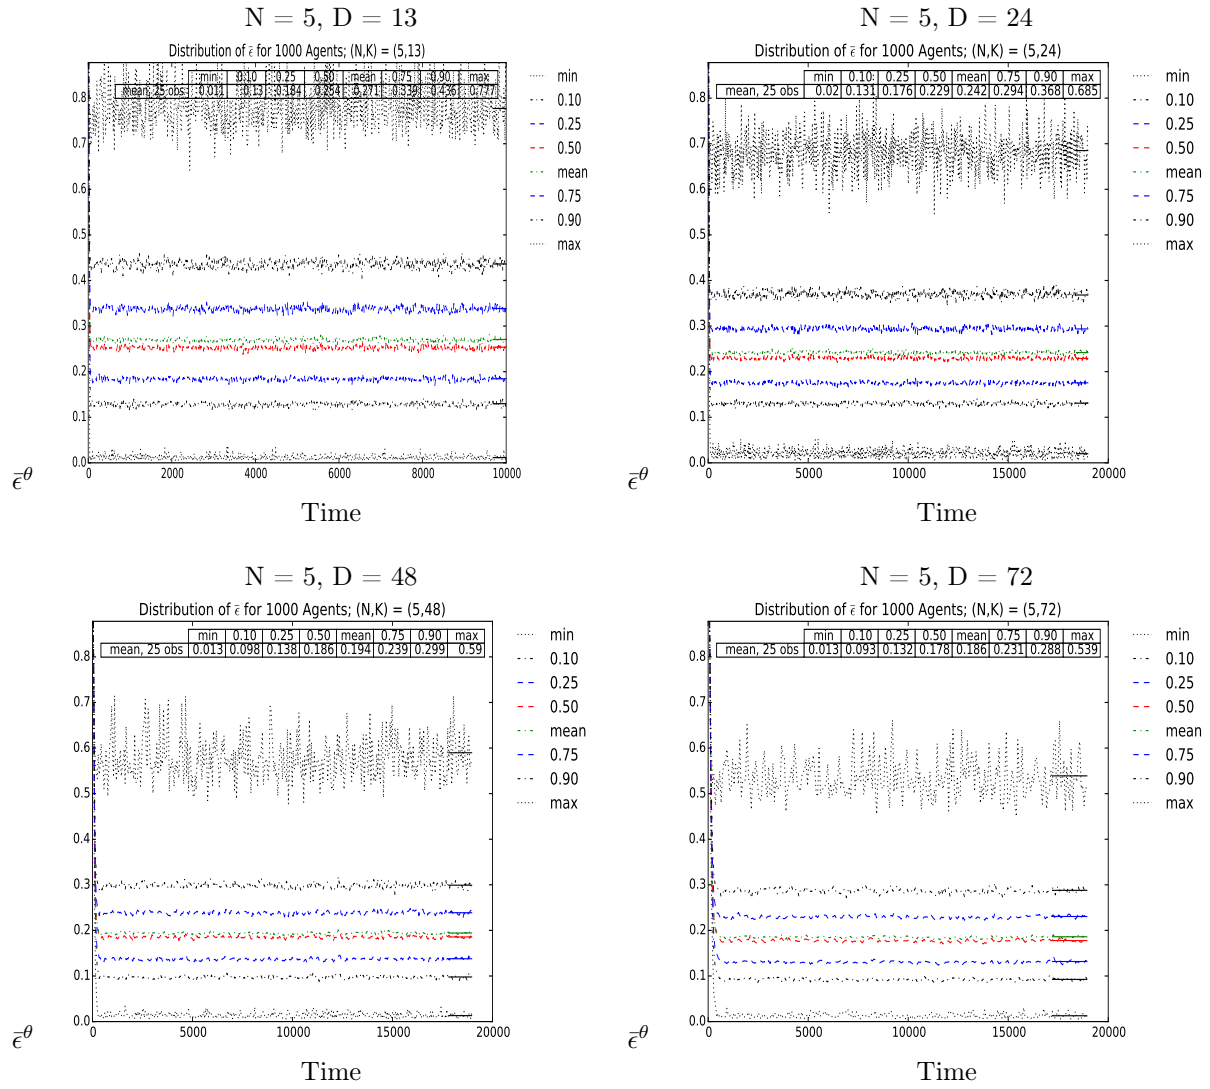 N = 5, D = 13
Distribution of ε̄ for 1000 Agents; (N,K) = (5,13)
min 0.10 0.25 0.50 mean 0.75 0.90 max
mean, 25 obs 0.011 0.13 0.184 0.254 0.271 0.339 0.436 0.777
0.8
0.7
0.6
0.5
0.4
0.3
0.2
0.1
0.0
0 2000 4000 6000 8000 10000
min
0.10
0.25
0.50
mean
0.75
0.90
max
ε̄^θ
Time
N = 5, D = 24
Distribution of ε̄ for 1000 Agents; (N,K) = (5,24)
min 0.10 0.25 0.50 mean 0.75 0.90 max
mean, 25 obs 0.02 0.131 0.176 0.229 0.242 0.294 0.368 0.685
0.8
0.7
0.6
0.5
0.4
0.3
0.2
0.1
0.0
0 5000 10000 15000 20000
min
0.10
0.25
0.50
mean
0.75
0.90
max
ε̄^θ
Time
N = 5, D = 48
Distribution of ε̄ for 1000 Agents; (N,K) = (5,48)
min 0.10 0.25 0.50 mean 0.75 0.90 max
mean, 25 obs 0.013 0.098 0.138 0.186 0.194 0.239 0.299 0.59
0.8
0.7
0.6
0.5
0.4
0.3
0.2
0.1
0.0
0 5000 10000 15000 20000
min
0.10
0.25
0.50
mean
0.75
0.90
max
ε̄^θ
Time
N = 5, D = 72
Distribution of ε̄ for 1000 Agents; (N,K) = (5,72)
min 0.10 0.25 0.50 mean 0.75 0.90 max
mean, 25 obs 0.013 0.093 0.132 0.178 0.186 0.231 0.288 0.539
0.8
0.7
0.6
0.5
0.4
0.3
0.2
0.1
0.0
0 5000 10000 15000 20000
min
0.10
0.25
0.50
mean
0.75
0.90
max
ε̄^θ
Time